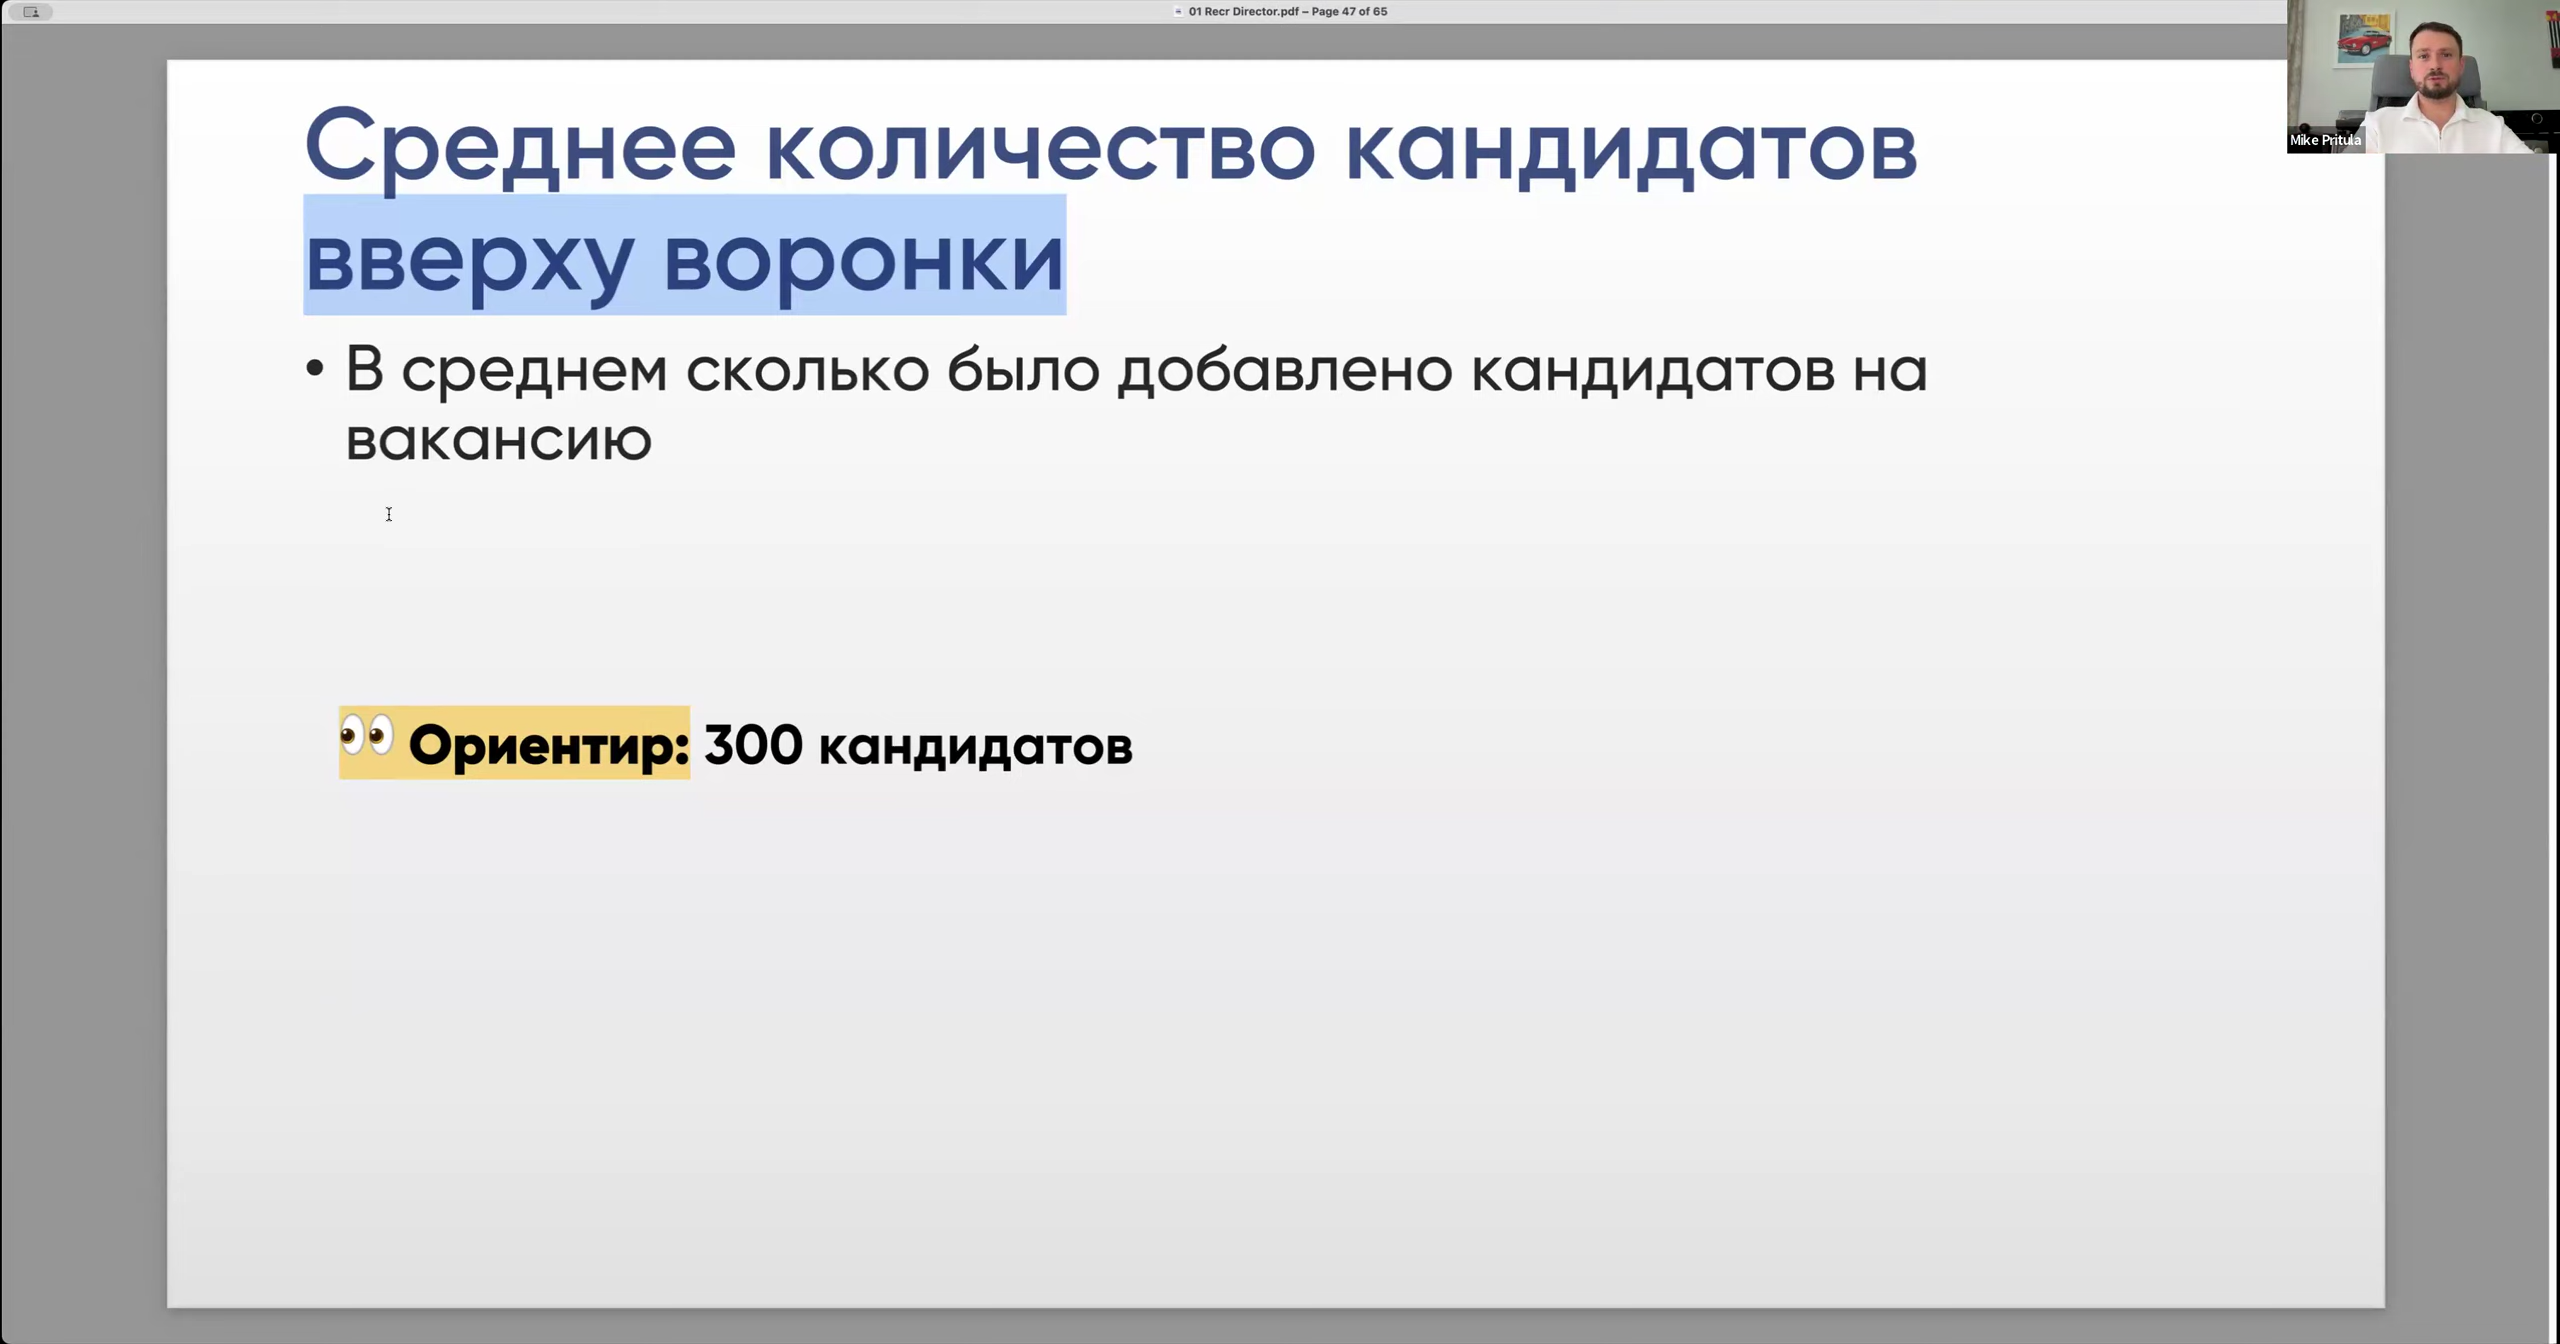 01 Recr Director.pdf – Page 47 of 65
Mike Pritula
Среднее количество кандидатов
вверху воронки
• В среднем сколько было добавлено кандидатов на
вакансию
👀 Ориентир: 300 кандидатов